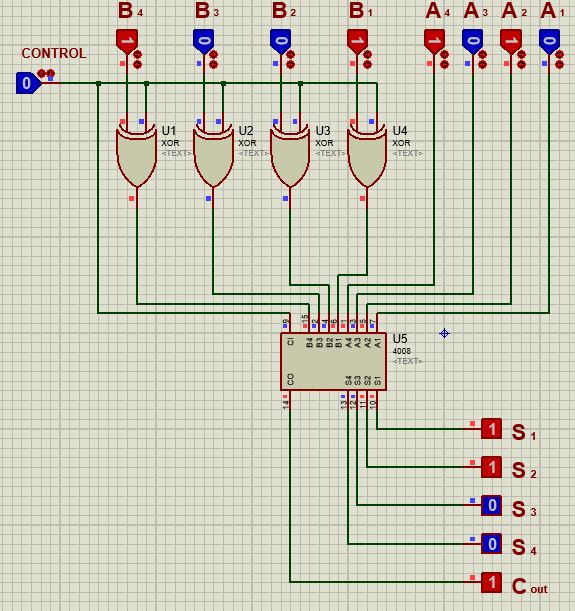 0
CONTROL
1
B4
0
B3
0
B2
1
B1
1
A4
0
A3
1
A2
0
A1
U1
XOR
<TEXT>
U2
XOR
<TEXT>
U3
XOR
<TEXT>
U4
XOR
<TEXT>
14 CO CI 9
B4 15
B3 2
B2 4
B1 6
13 S4 A4 1
12 S3 A3 3
11 S2 A2 5
10 S1 A1 7
U5
4008
<TEXT>
1 0 0 1 1
Cout S4 S3 S2 S1